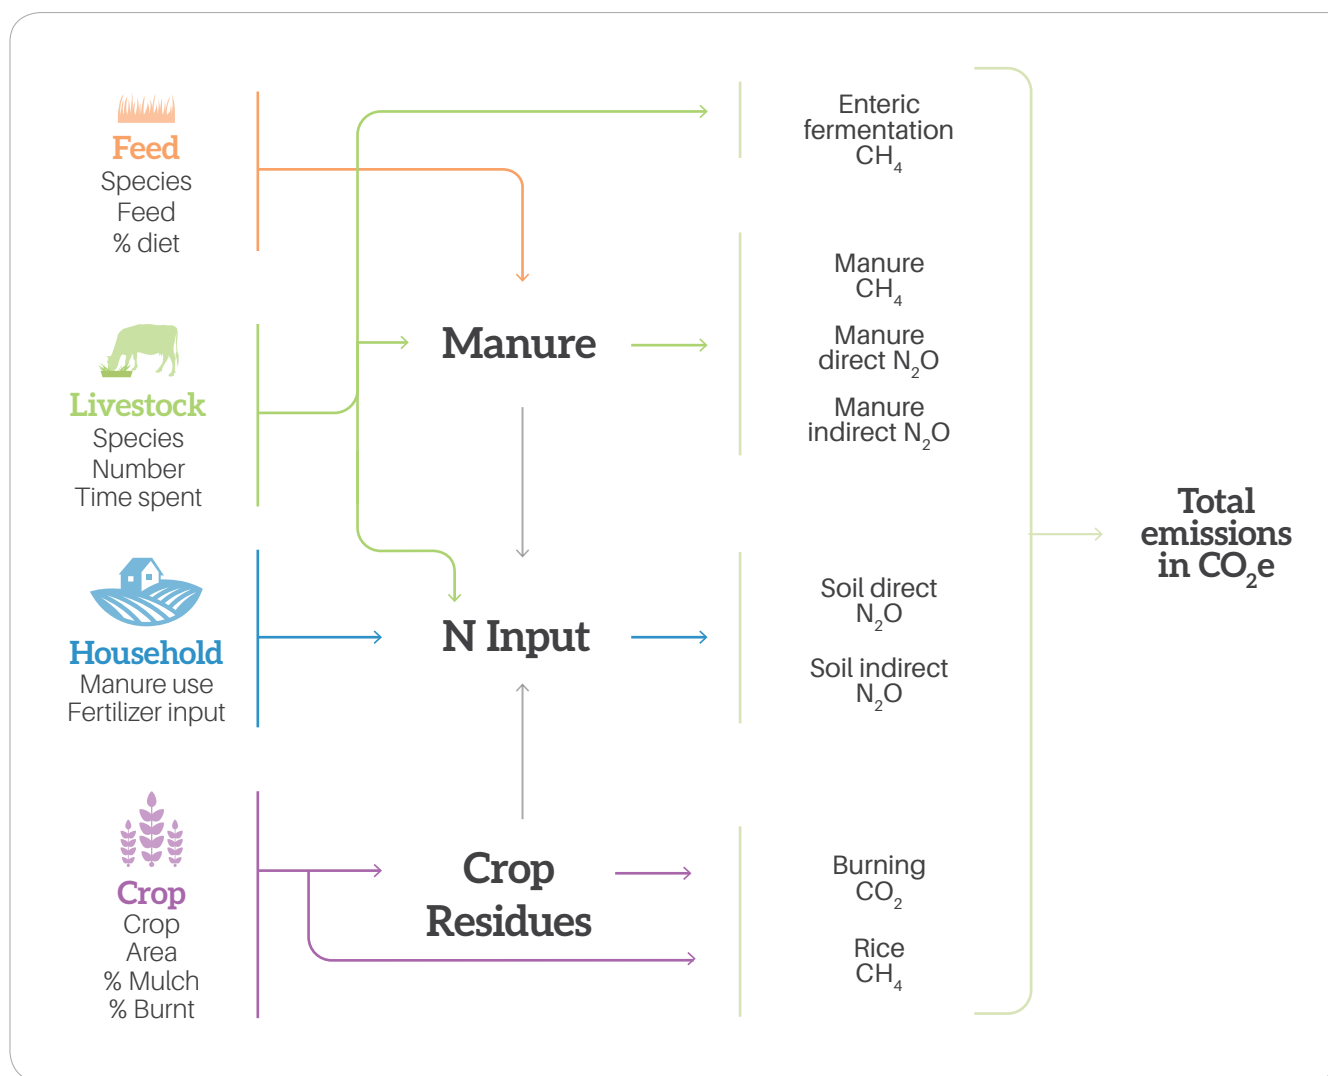 Feed
Species
Feed
% diet
Livestock
Species
Number
Time spent
Household
Manure use
Fertilizer input
Crop
Crop
Area
% Mulch
% Burnt
Manure
N Input
Crop
Residues
Enteric
fermentation
CH₄
Manure
CH₄
Manure
direct N₂O
Manure
indirect N₂O
Soil direct
N₂O
Soil indirect
N₂O
Burning
CO₂
Rice
CH₄
Total
emissions
in CO₂e